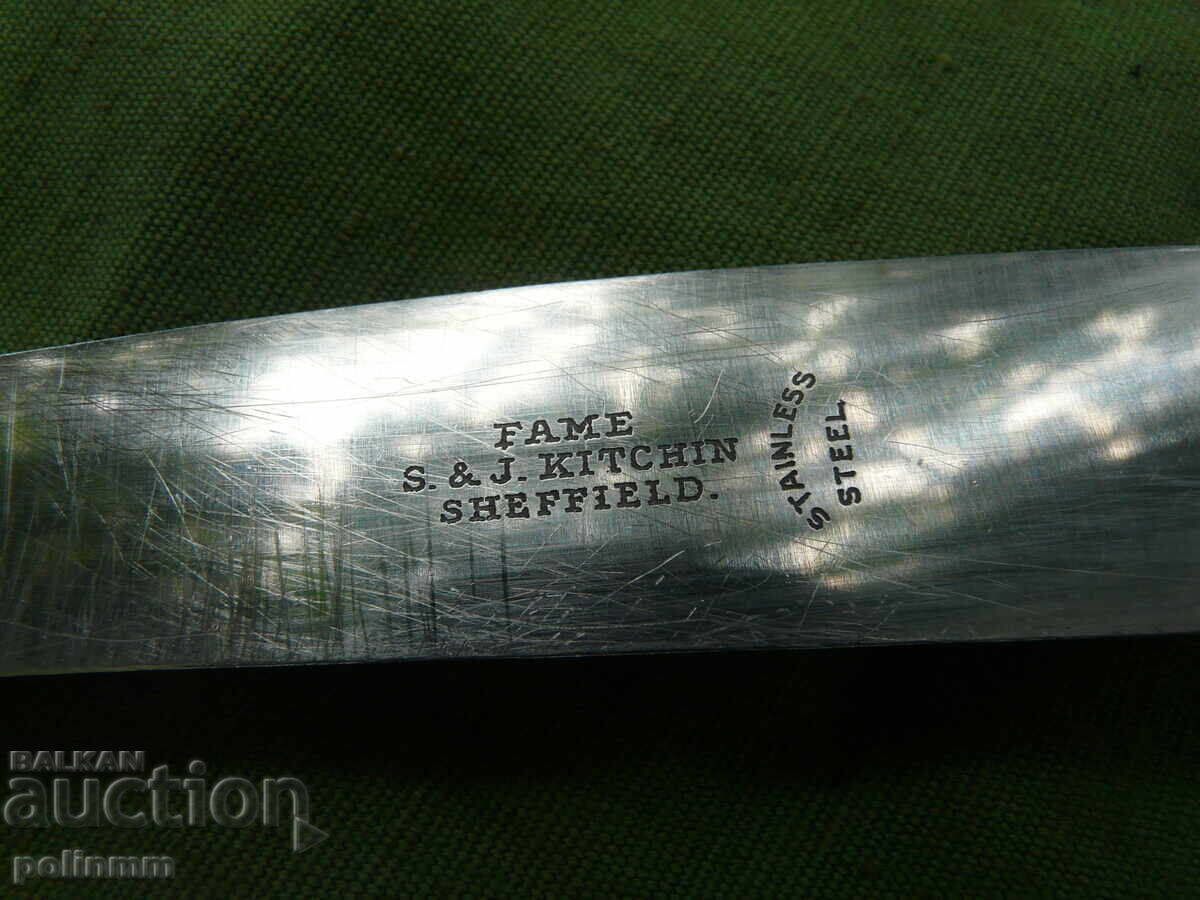 FAME
S. & J. KITCHIN
SHEFFIELD.
STAINLESS
STEEL
BALKAN
auction
polinmm